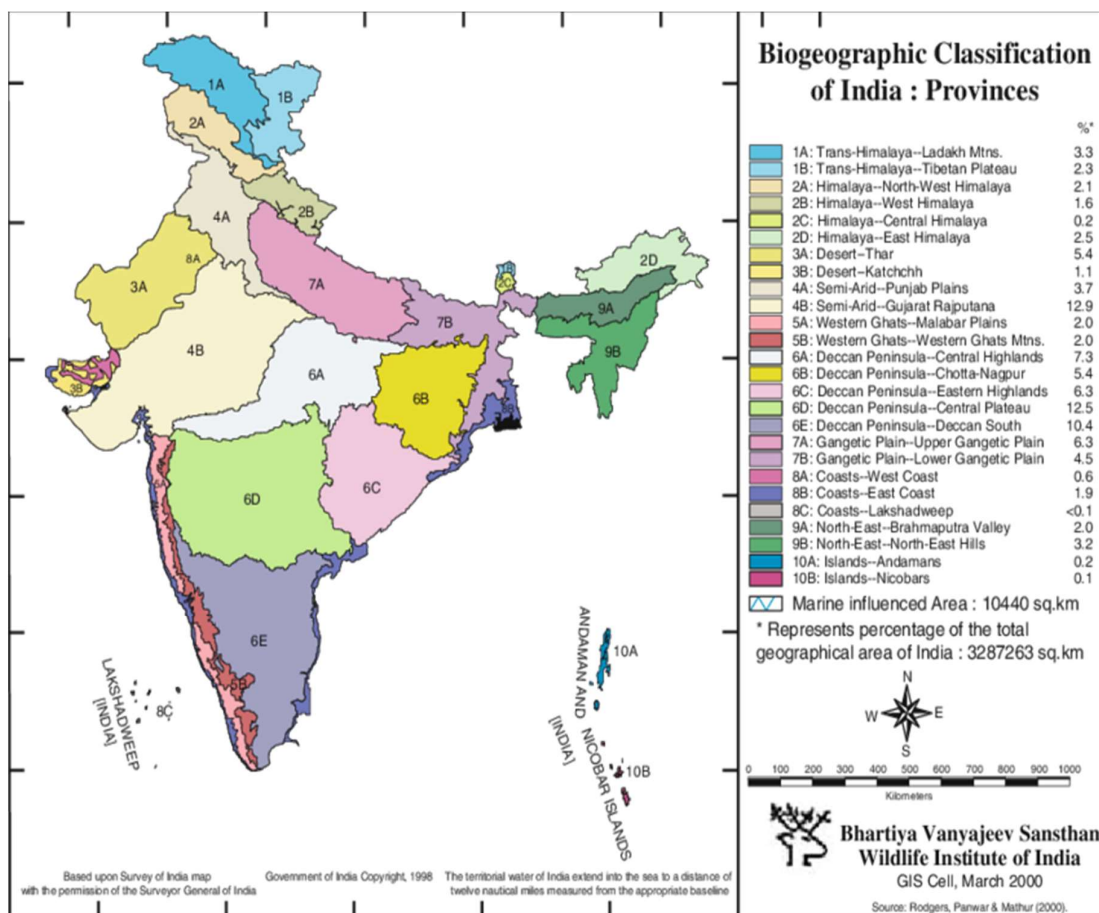 Biogeographic Classification
of India : Provinces
%*
1A: Trans-Himalaya--Ladakh Mtns. 3.3
1B: Trans-Himalaya--Tibetan Plateau 2.3
2A: Himalaya--North-West Himalaya 2.1
2B: Himalaya--West Himalaya 1.6
2C: Himalaya--Central Himalaya 0.2
2D: Himalaya--East Himalaya 2.5
3A: Desert--Thar 5.4
3B: Desert--Katchchh 1.1
4A: Semi-Arid--Punjab Plains 3.7
4B: Semi-Arid--Gujarat Rajputana 12.9
5A: Western Ghats--Malabar Plains 2.0
5B: Western Ghats--Western Ghats Mtns. 2.0
6A: Deccan Peninsula--Central Highlands 7.3
6B: Deccan Peninsula--Chotta-Nagpur 5.4
6C: Deccan Peninsula--Eastern Highlands 6.3
6D: Deccan Peninsula--Central Plateau 12.5
6E: Deccan Peninsula--Deccan South 10.4
7A: Gangetic Plain--Upper Gangetic Plain 6.3
7B: Gangetic Plain--Lower Gangetic Plain 4.5
8A: Coasts--West Coast 0.6
8B: Coasts--East Coast 1.9
8C: Coasts--Lakshadweep <0.1
9A: North-East--Brahmaputra Valley 2.0
9B: North-East--North-East Hills 3.2
10A: Islands--Andamans 0.2
10B: Islands--Nicobars 0.1
Marine influenced Area : 10440 sq.km
* Represents percentage of the total
geographical area of India : 3287263 sq.km
N
W E
S
0 100 200 300 400 500 600 700 800 900 1000
Kilometers
Bhartiya Vanyajeev Sansthan
Wildlife Institute of India
GIS Cell, March 2000
Source: Rodgers, Panwar & Mathur (2000).
1A
1B
2A
2B
4A
8A
3A
7A
1B
2C
2D
9A
7B
9B
4B
6A
3B
6B
8B
5A
6D
6C
6E
5B
10A
8C
10B
LAKSHADWEEP
[INDIA]
ANDAMAN AND NICOBAR ISLANDS
[INDIA]
Based upon Survey of India map
with the permission of the Surveyor General of India
Government of India Copyright, 1998
The territorial water of India extend into the sea to a distance of
twelve nautical miles measured from the appropriate baseline